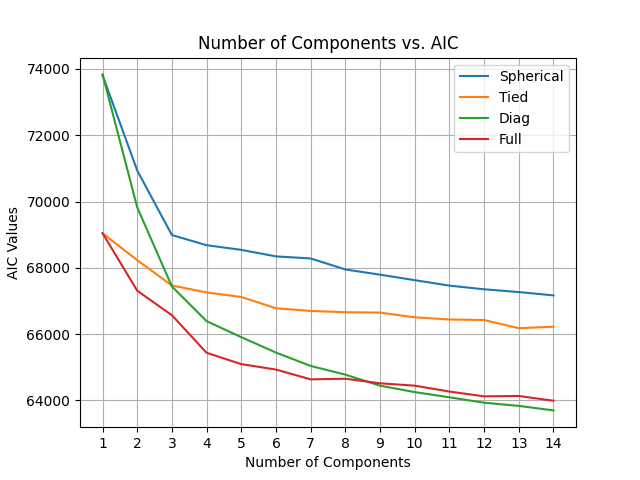 Number of Components vs. AIC
Spherical
Tied
Diag
Full
AIC Values
74000
72000
70000
68000
66000
64000
1 2 3 4 5 6 7 8 9 10 11 12 13 14
Number of Components